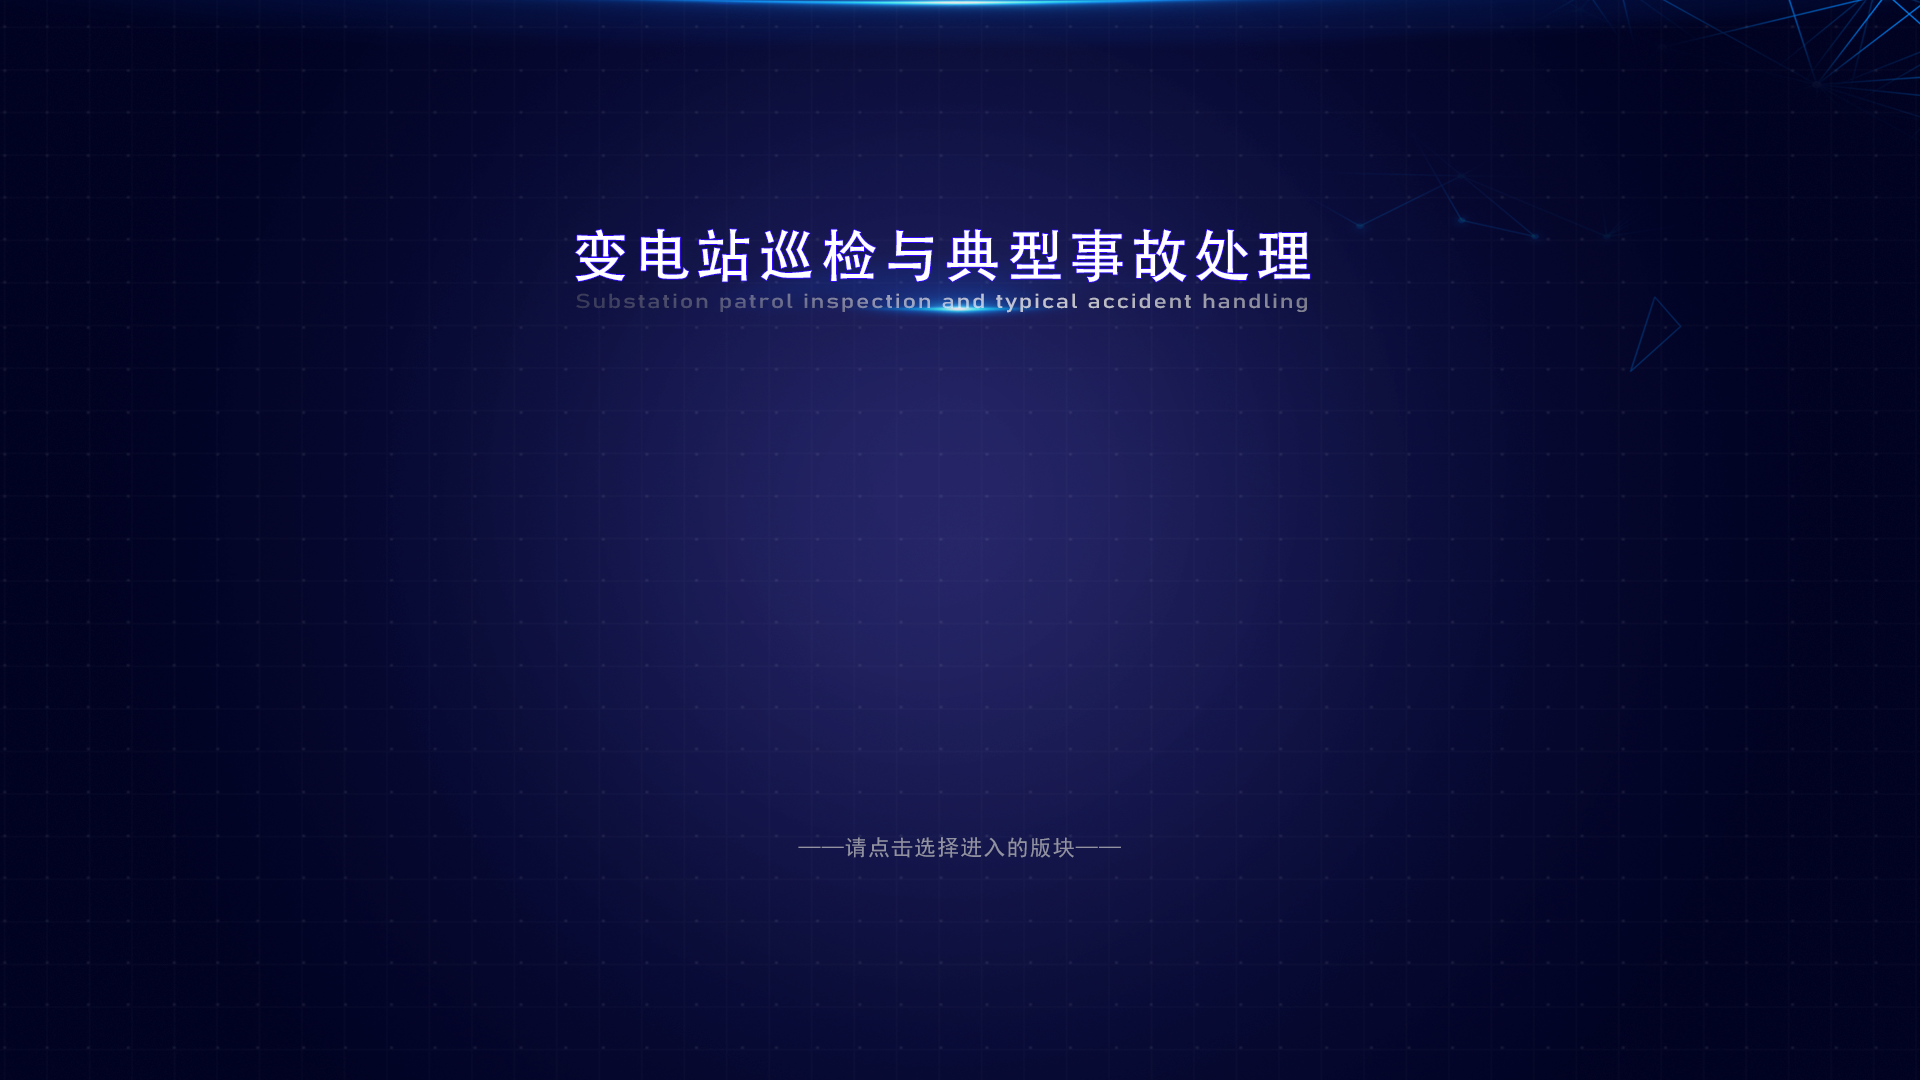 变电站巡检与典型事故处理
Substation patrol inspection and typical accident handling
——请点击选择进入的版块——